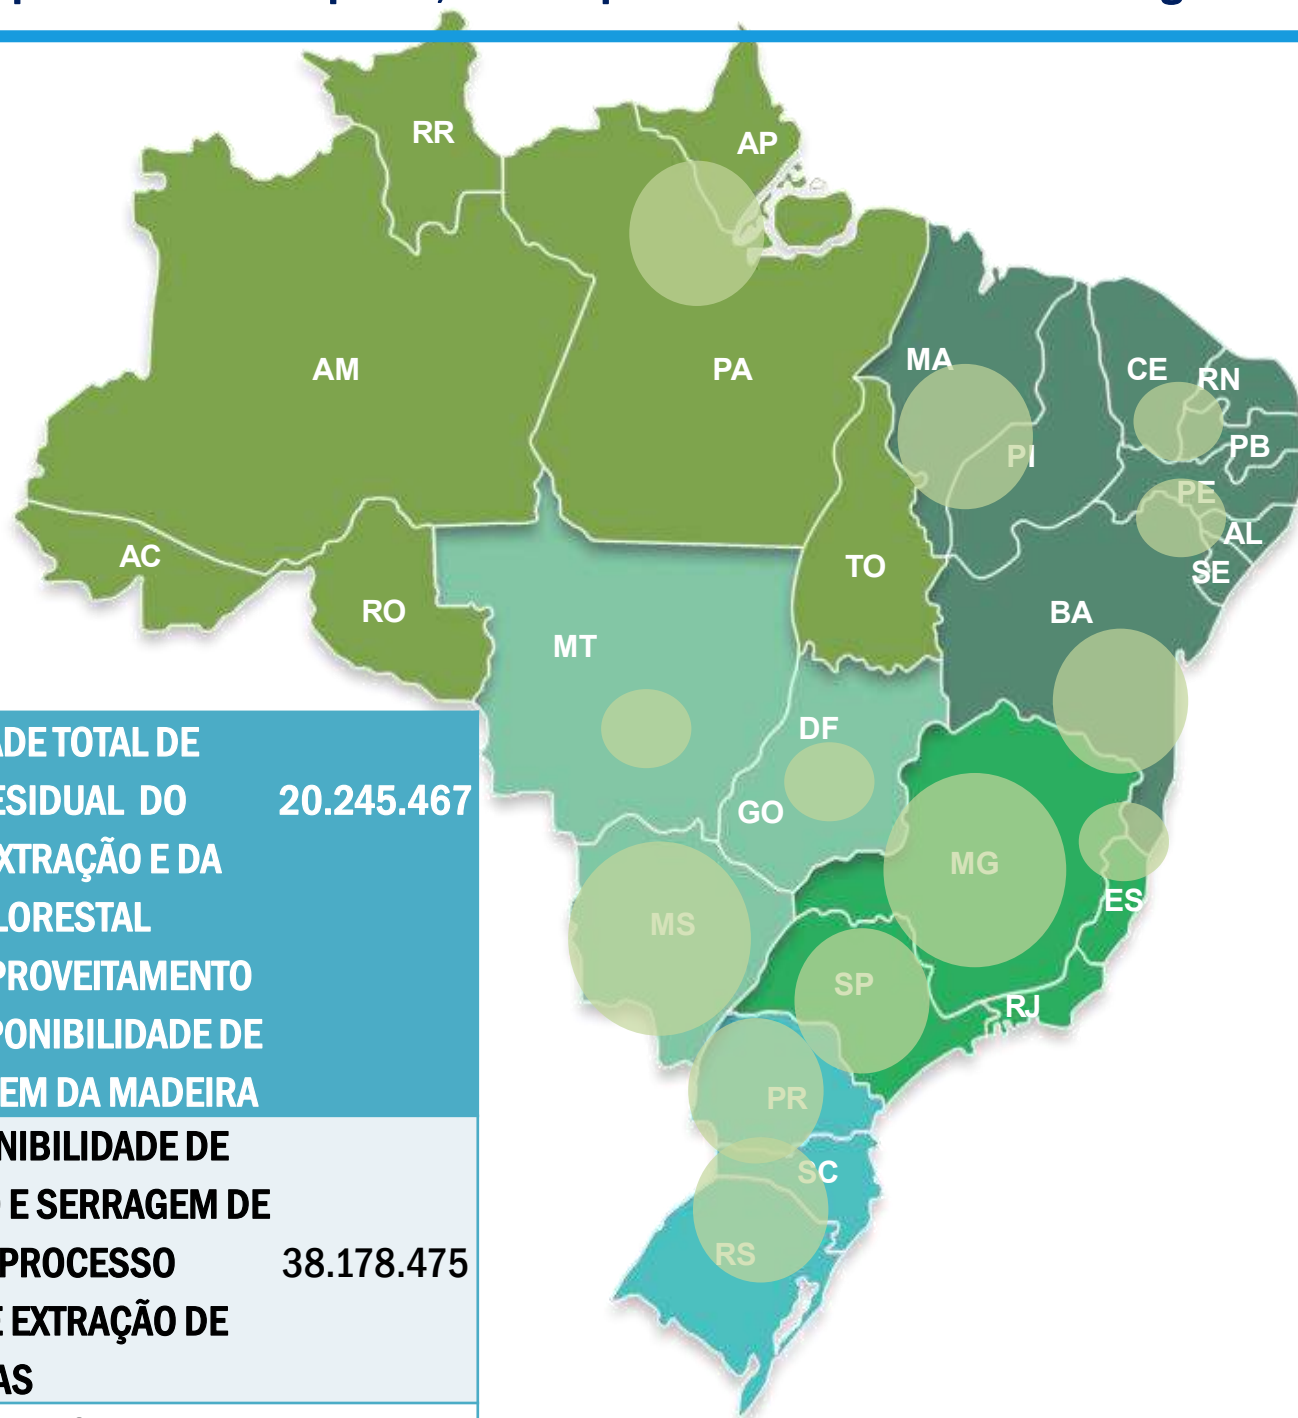 RR
AP
AM
PA
MA
CE
RN
PI
PB
PE
AL
SE
AC
TO
RO
BA
MT
DF
GO
MG
ES
MS
SP
RJ
PR
SC
RS
ADE TOTAL DE
ESIDUAL DO 20.245.467
XTRAÇÃO E DA
LORESTAL
PROVEITAMENTO
PONIBILIDADE DE
EM DA MADEIRA
NIBILIDADE DE
E SERRAGEM DE
PROCESSO 38.178.475
E EXTRAÇÃO DE
AS